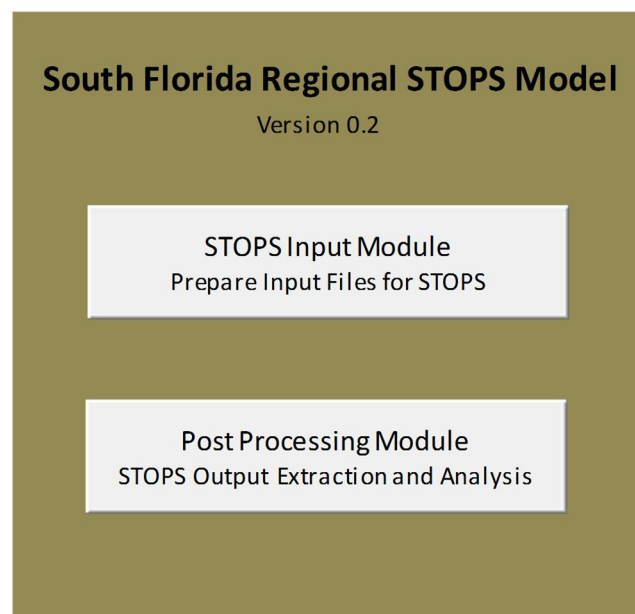 South Florida Regional STOPS Model
Version 0.2
STOPS Input Module
Prepare Input Files for STOPS
Post Processing Module
STOPS Output Extraction and Analysis